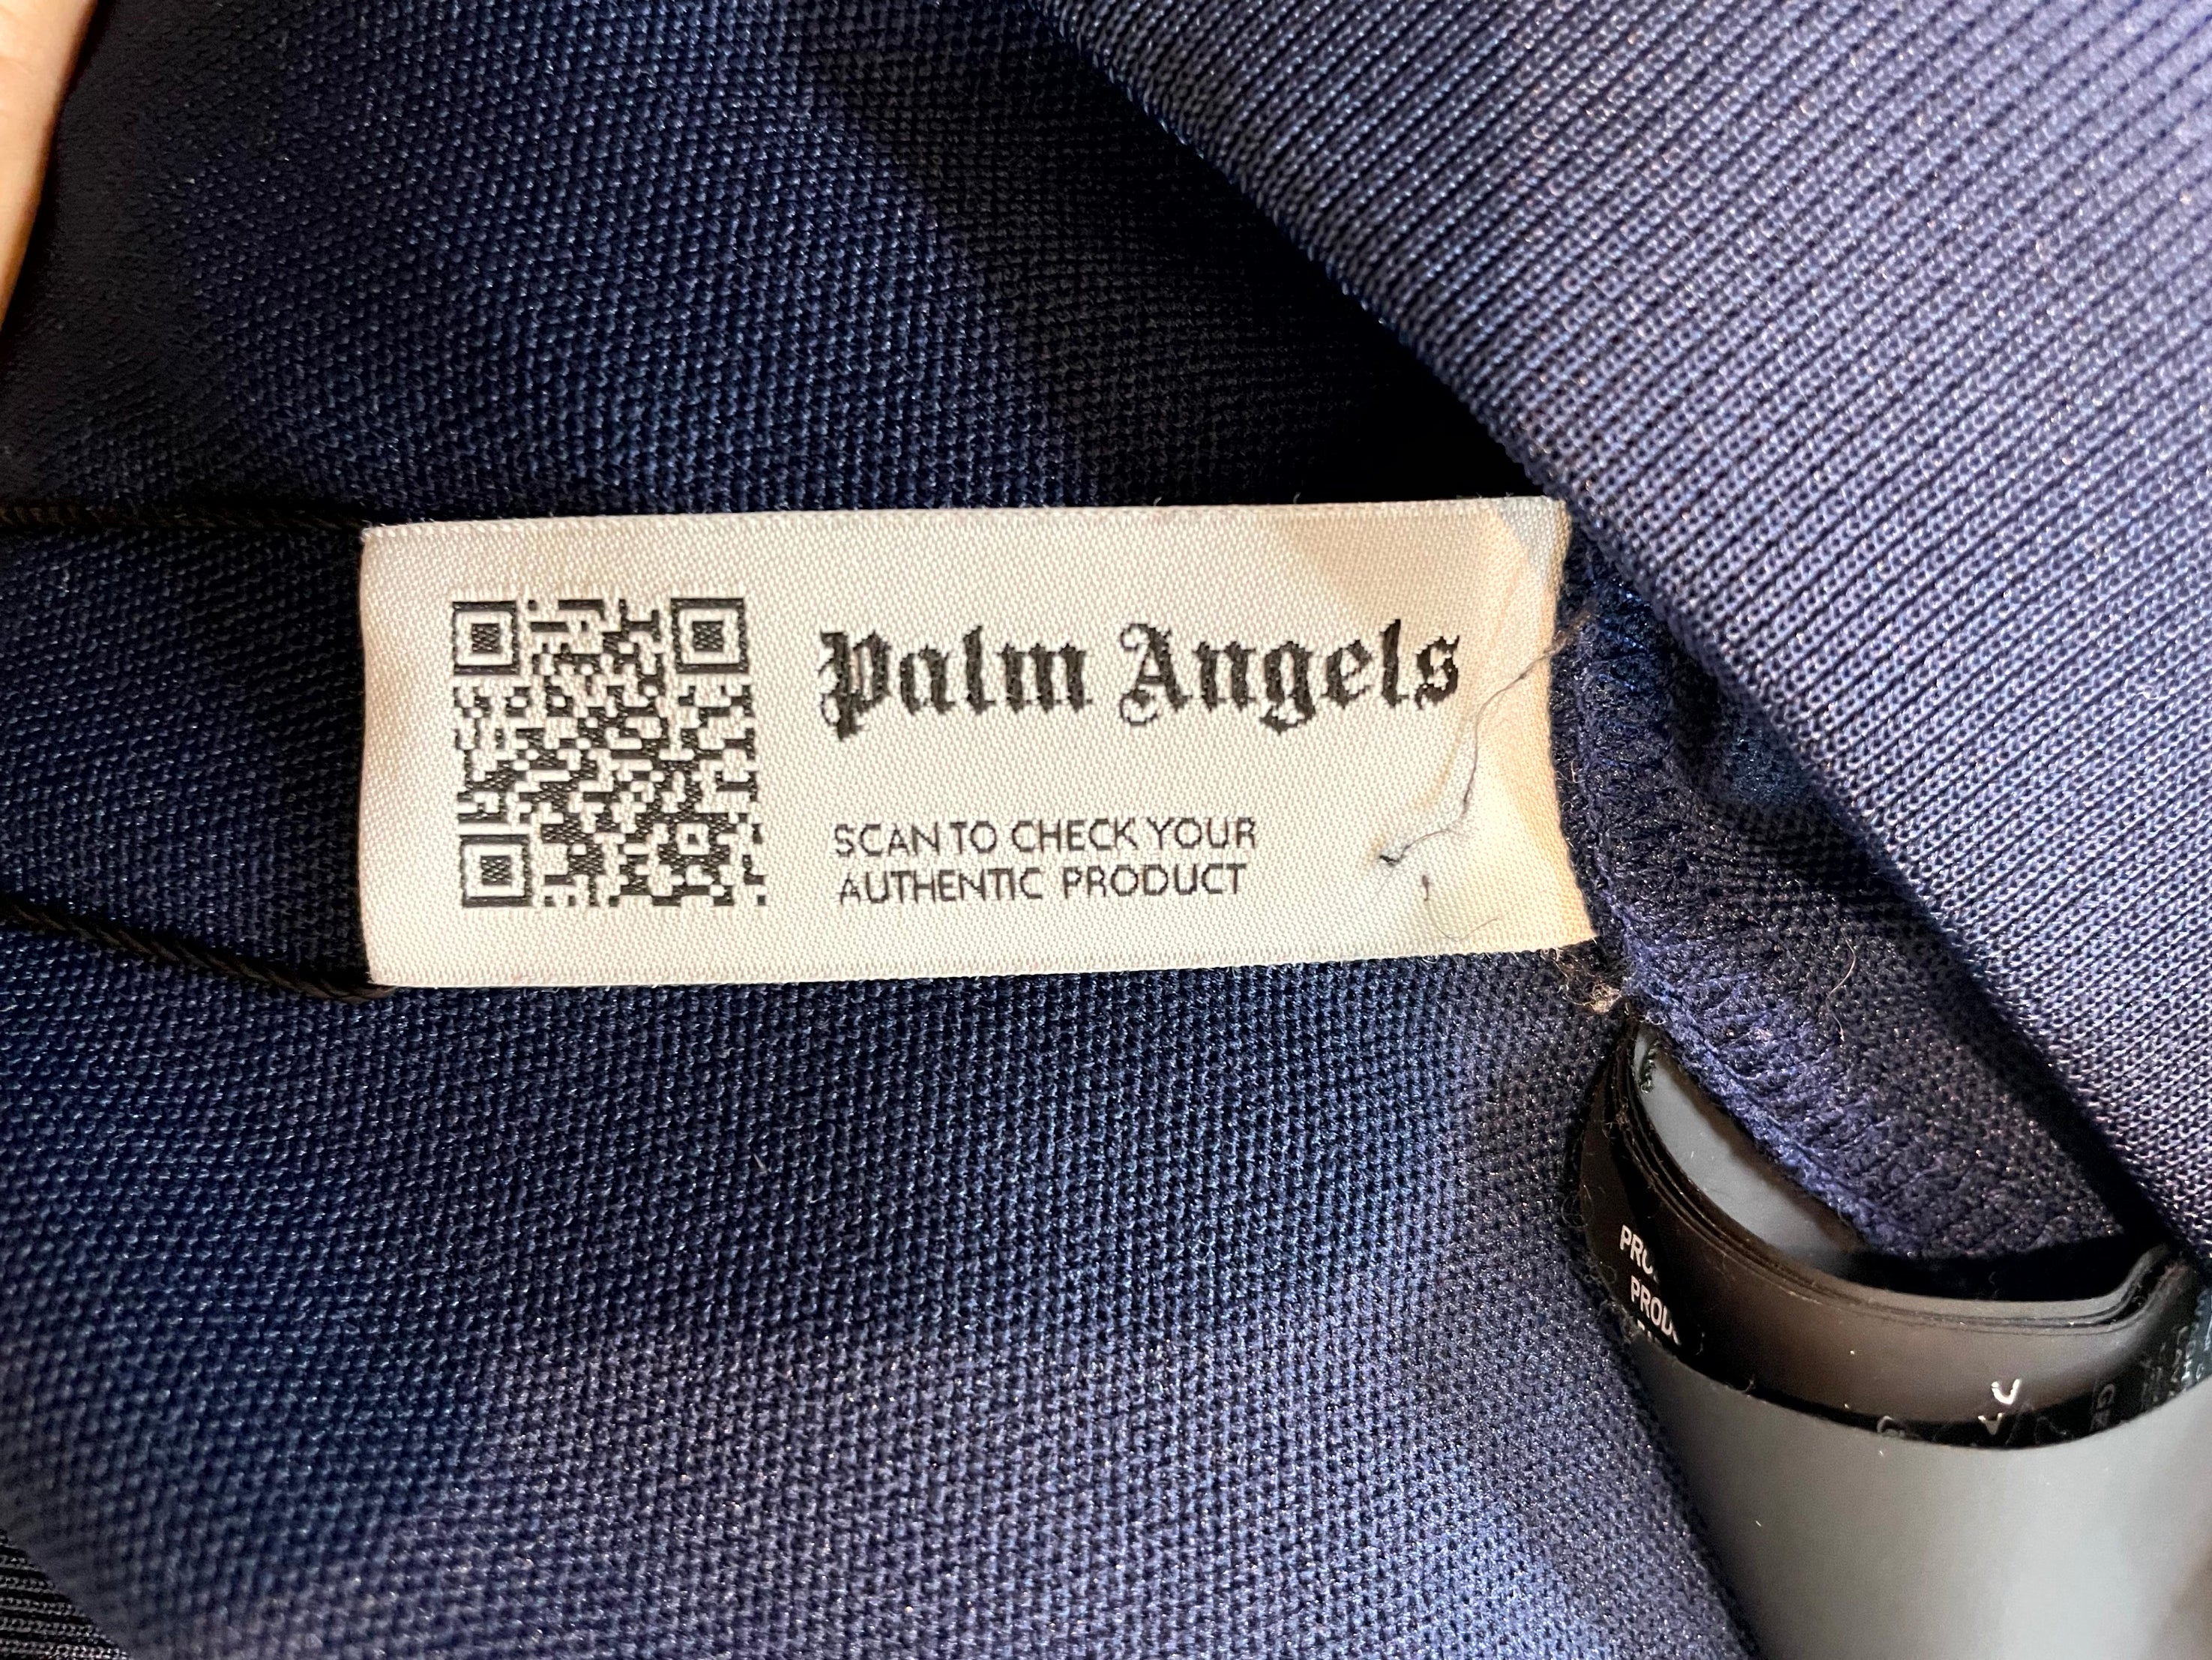 Palm Angels
SCAN TO CHECK YOUR
AUTHENTIC PRODUCT